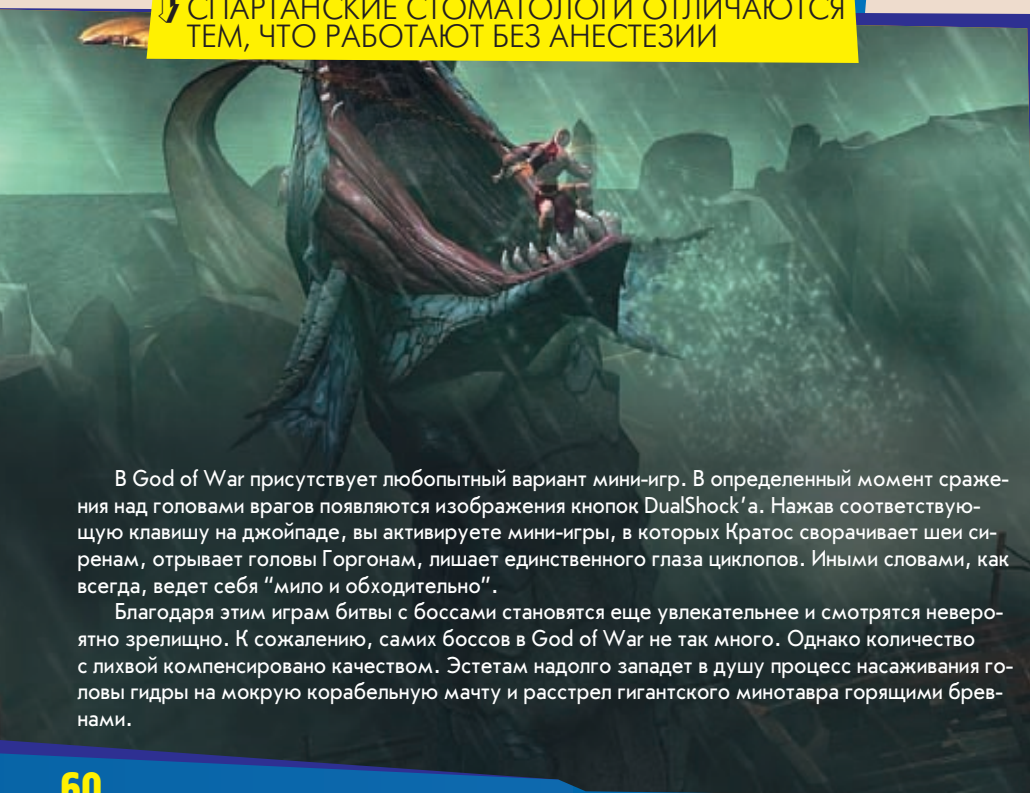 СПАРТАНСКИЕ СТОМАТОЛОГИ ОТЛИЧАЮТСЯ
ТЕМ, ЧТО РАБОТАЮТ БЕЗ АНЕСТЕЗИИ
В God of War присутствует любопытный вариант мини-игр. В определенный момент сраже-
ния над головами врагов появляются изображения кнопок DualShock’а. Нажав соответствую-
щую клавишу на джойпаде, вы активируете мини-игры, в которых Кратос сворачивает шеи си-
ренам, отрывает головы Горгонам, лишает единственного глаза циклопов. Иными словами, как
всегда, ведет себя “мило и обходительно”.
Благодаря этим играм битвы с боссами становятся еще увлекательнее и смотрятся неверо-
ятно зрелищно. К сожалению, самих боссов в God of War не так много. Однако количество
с лихвой компенсировано качеством. Эстетам надолго западет в душу процесс насаживания го-
ловы гидры на мокрую корабельную мачту и расстрел гигантского минотавра горящими брев-
нами.
60